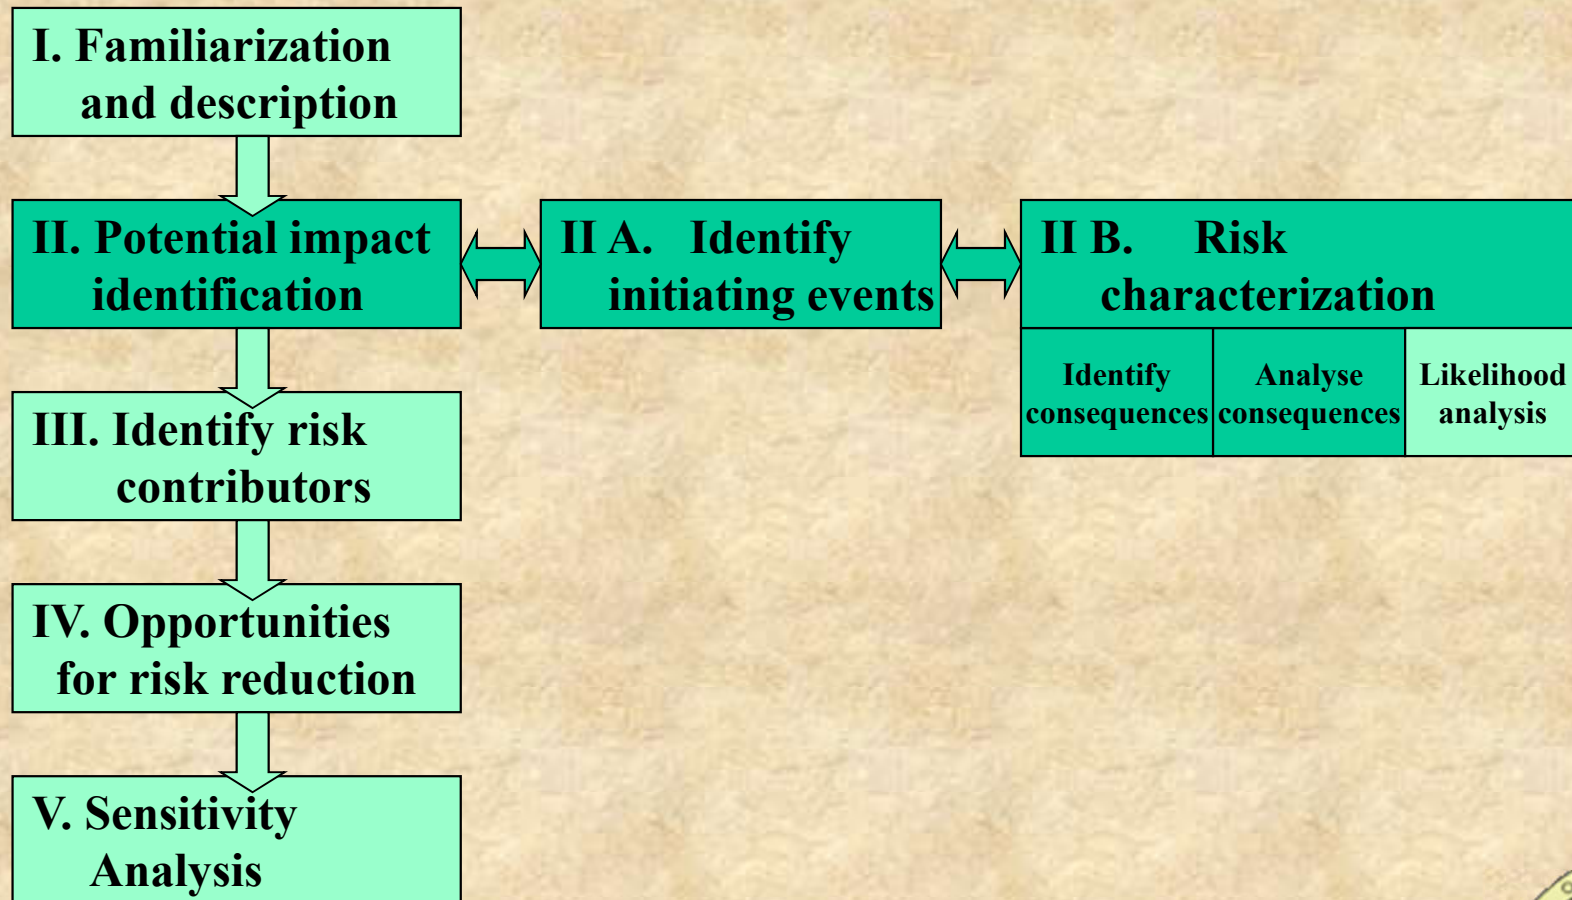 I. Familiarization
and description
II. Potential impact
identification
II A. Identify
initiating events
II B. Risk
characterization
Identify
consequences
Analyse
consequences
Likelihood
analysis
III. Identify risk
contributors
IV. Opportunities
for risk reduction
V. Sensitivity
Analysis